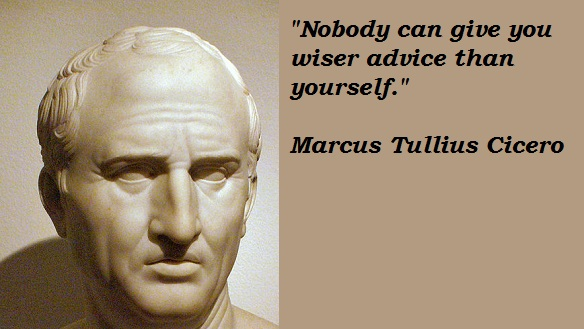 "Nobody can give you
wiser advice than
yourself."
Marcus Tullius Cicero